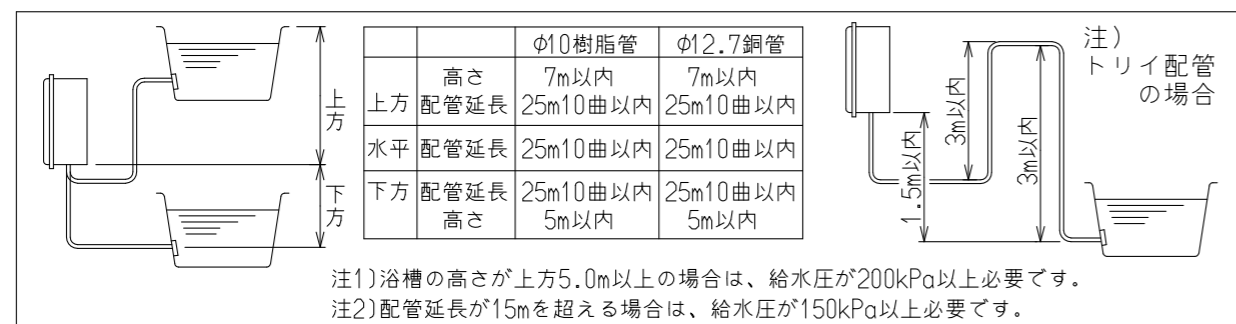 上方
下方
φ10樹脂管 φ12.7銅管
上方 高さ 7m以内 7m以内
配管延長 25m10曲以内 25m10曲以内
水平 配管延長 25m10曲以内 25m10曲以内
下方 配管延長 25m10曲以内 25m10曲以内
高さ 5m以内 5m以内
1.5m以内
3m以内
3m以内
注)
トリイ配管
の場合
注1)浴槽の高さが上方5.0m以上の場合は、給水圧が200kPa以上必要です。
注2)配管延長が15mを超える場合は、給水圧が150kPa以上必要です。